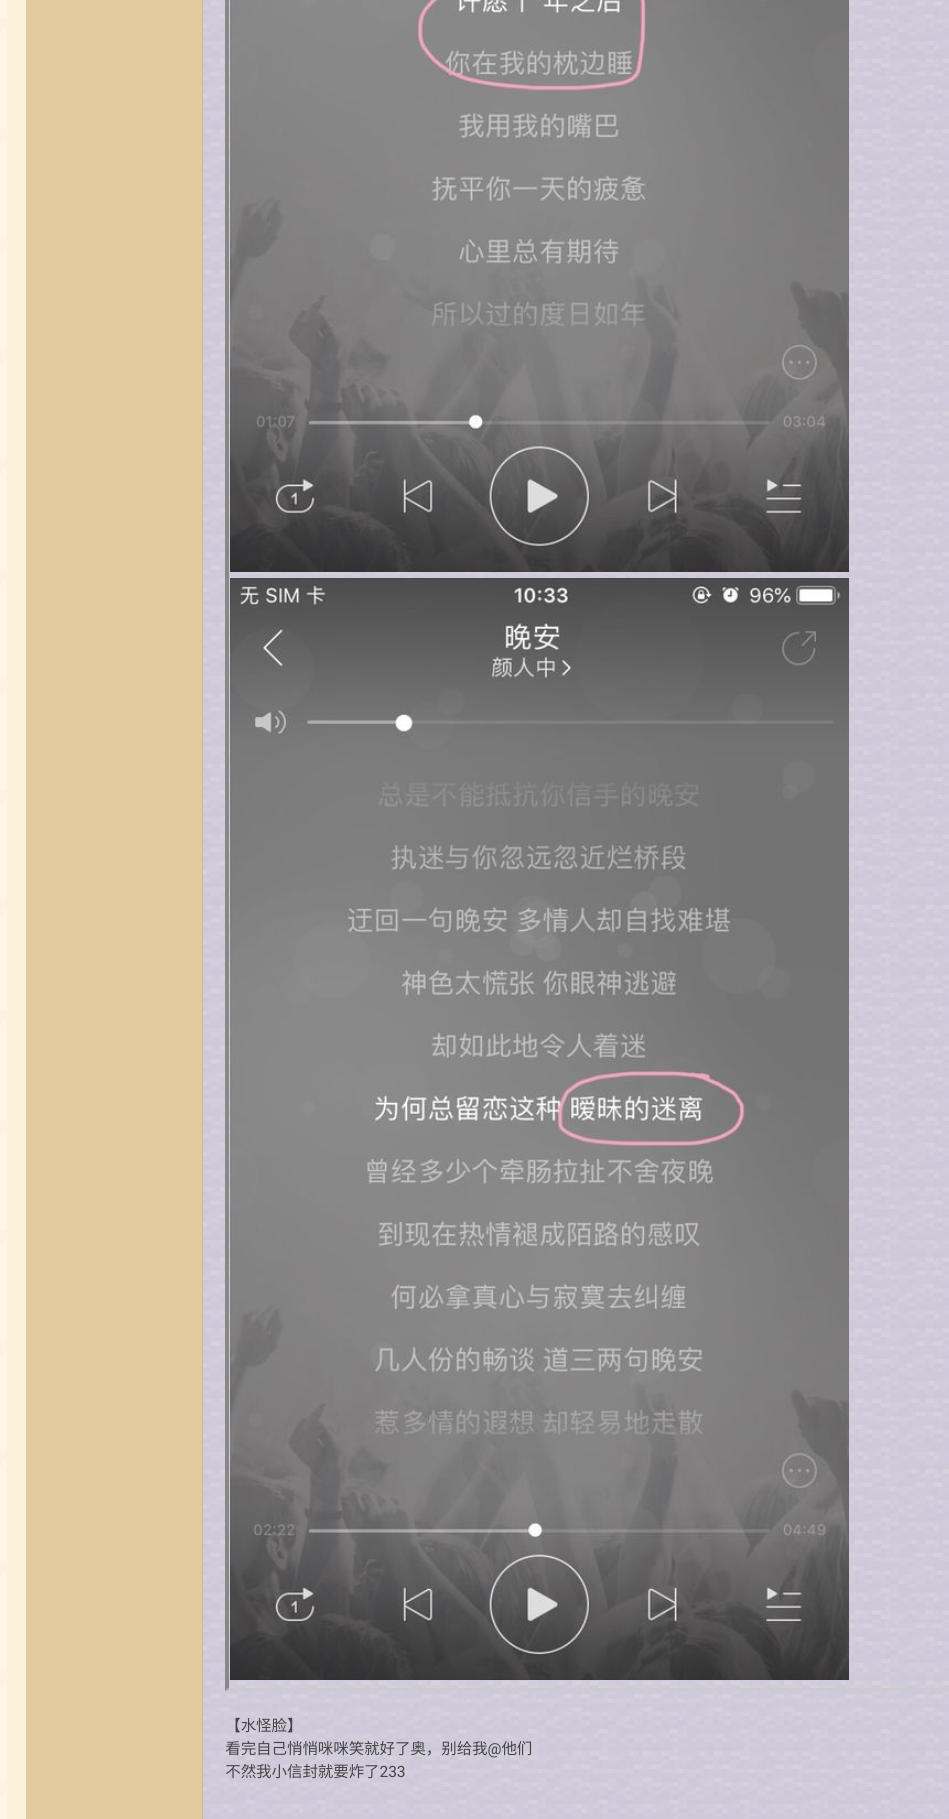 你在我的枕边睡
我用我的嘴巴
抚平你一天的疲惫
心里总有期待
所以过的度日如年
01:07
03:04
1
无 SIM 卡
10:33
96%
晚安
颜人中
总是不能抵抗你信手的晚安
执迷与你忽远忽近烂桥段
迂回一句晚安 多情人却自找难堪
神色太慌张 你眼神逃避
却如此地令人着迷
为何总留恋这种 暧昧的迷离
曾经多少个牵肠拉扯不舍夜晚
到现在热情褪成陌路的感叹
何必拿真心与寂寞去纠缠
几人份的畅谈 道三两句晚安
惹多情的遐想 却轻易地走散
02:22
04:49
1
【水怪脸】
看完自己悄悄咪咪笑就好了奥，别给我@他们
不然我小信封就要炸了233